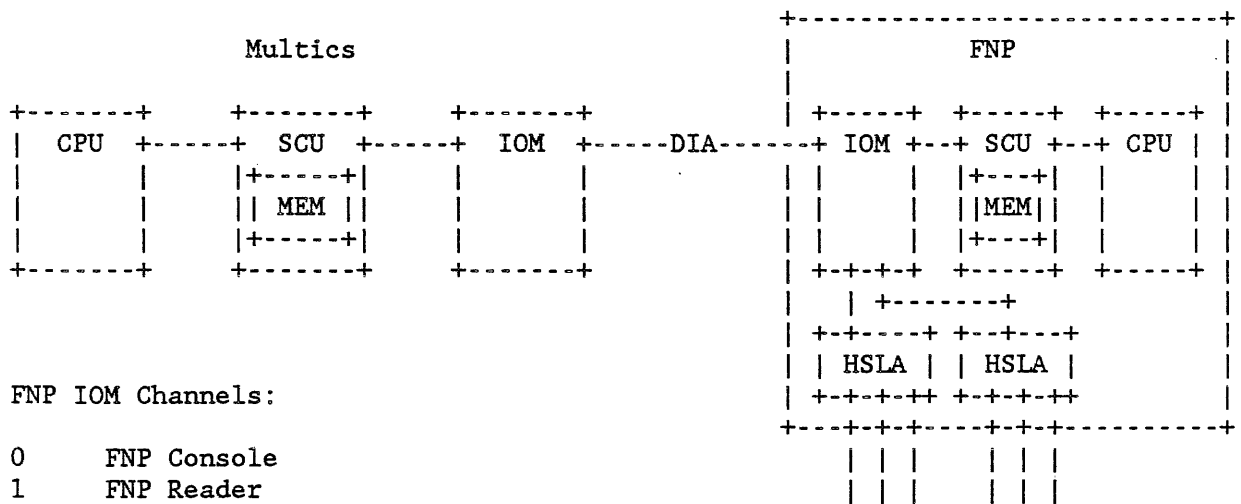 Multics FNP
CPU SCU IOM DIA IOM SCU CPU
MEM MEM
HSLA HSLA
FNP IOM Channels:
0 FNP Console
1 FNP Reader